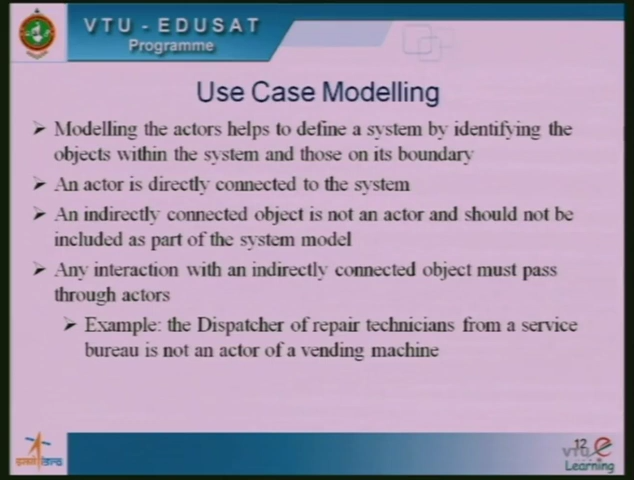 VTU - EDUSAT
Programme
Use Case Modelling
➢ Modelling the actors helps to define a system by identifying the
objects within the system and those on its boundary
➢ An actor is directly connected to the system
➢ An indirectly connected object is not an actor and should not be
included as part of the system model
➢ Any interaction with an indirectly connected object must pass
through actors
➢ Example: the Dispatcher of repair technicians from a service
bureau is not an actor of a vending machine
12
VTU e
Learning